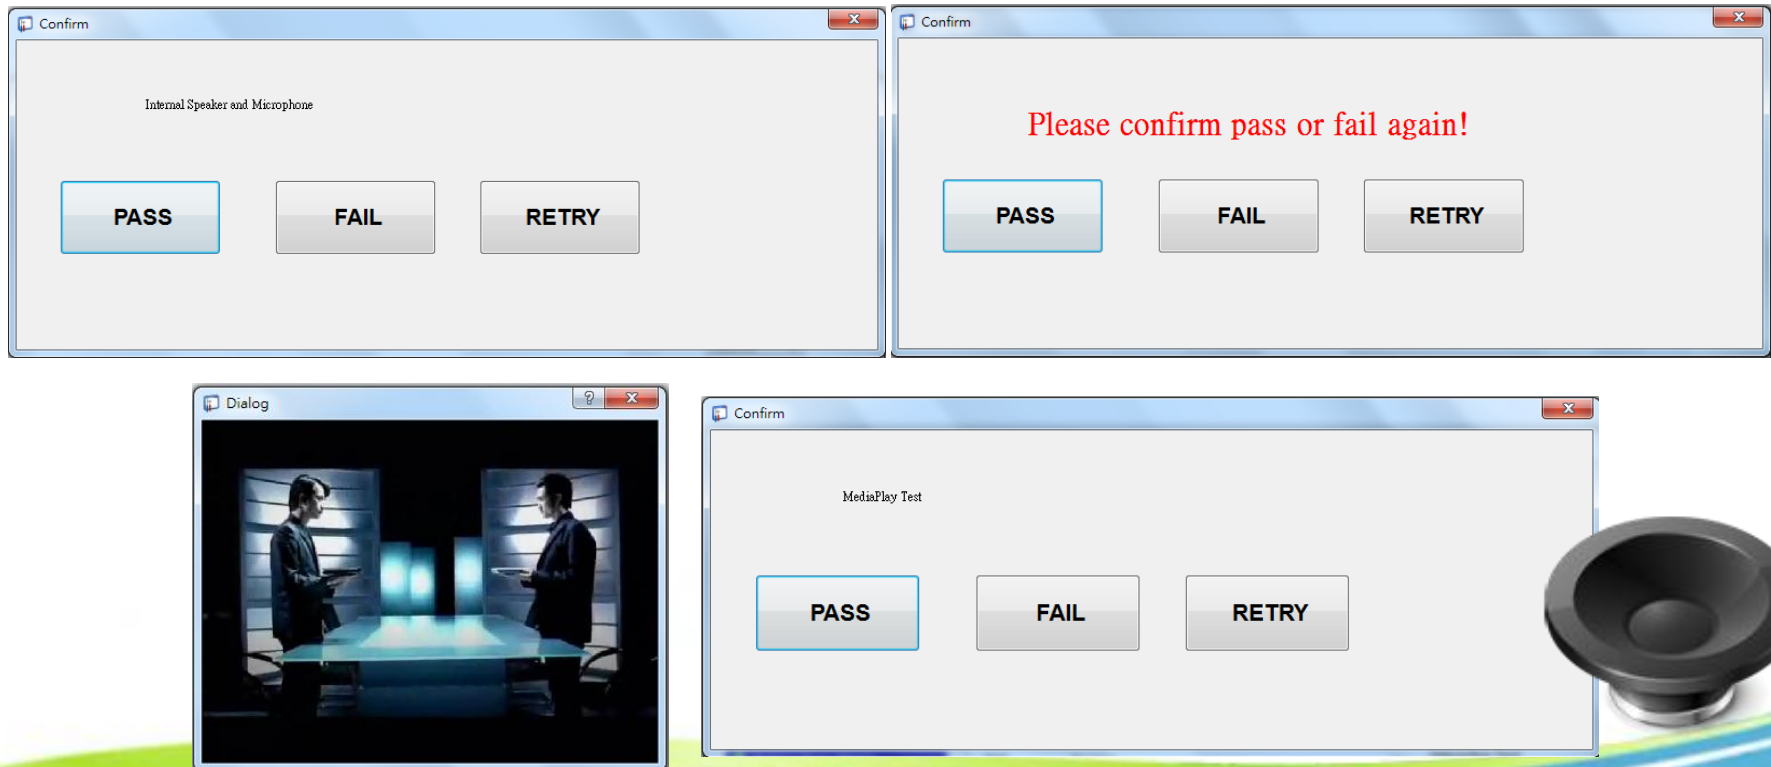 Confirm
Internal Speaker and Microphone
PASS
FAIL
RETRY
Confirm
Please confirm pass or fail again!
PASS
FAIL
RETRY
Dialog
Confirm
MediaPlay Test
PASS
FAIL
RETRY